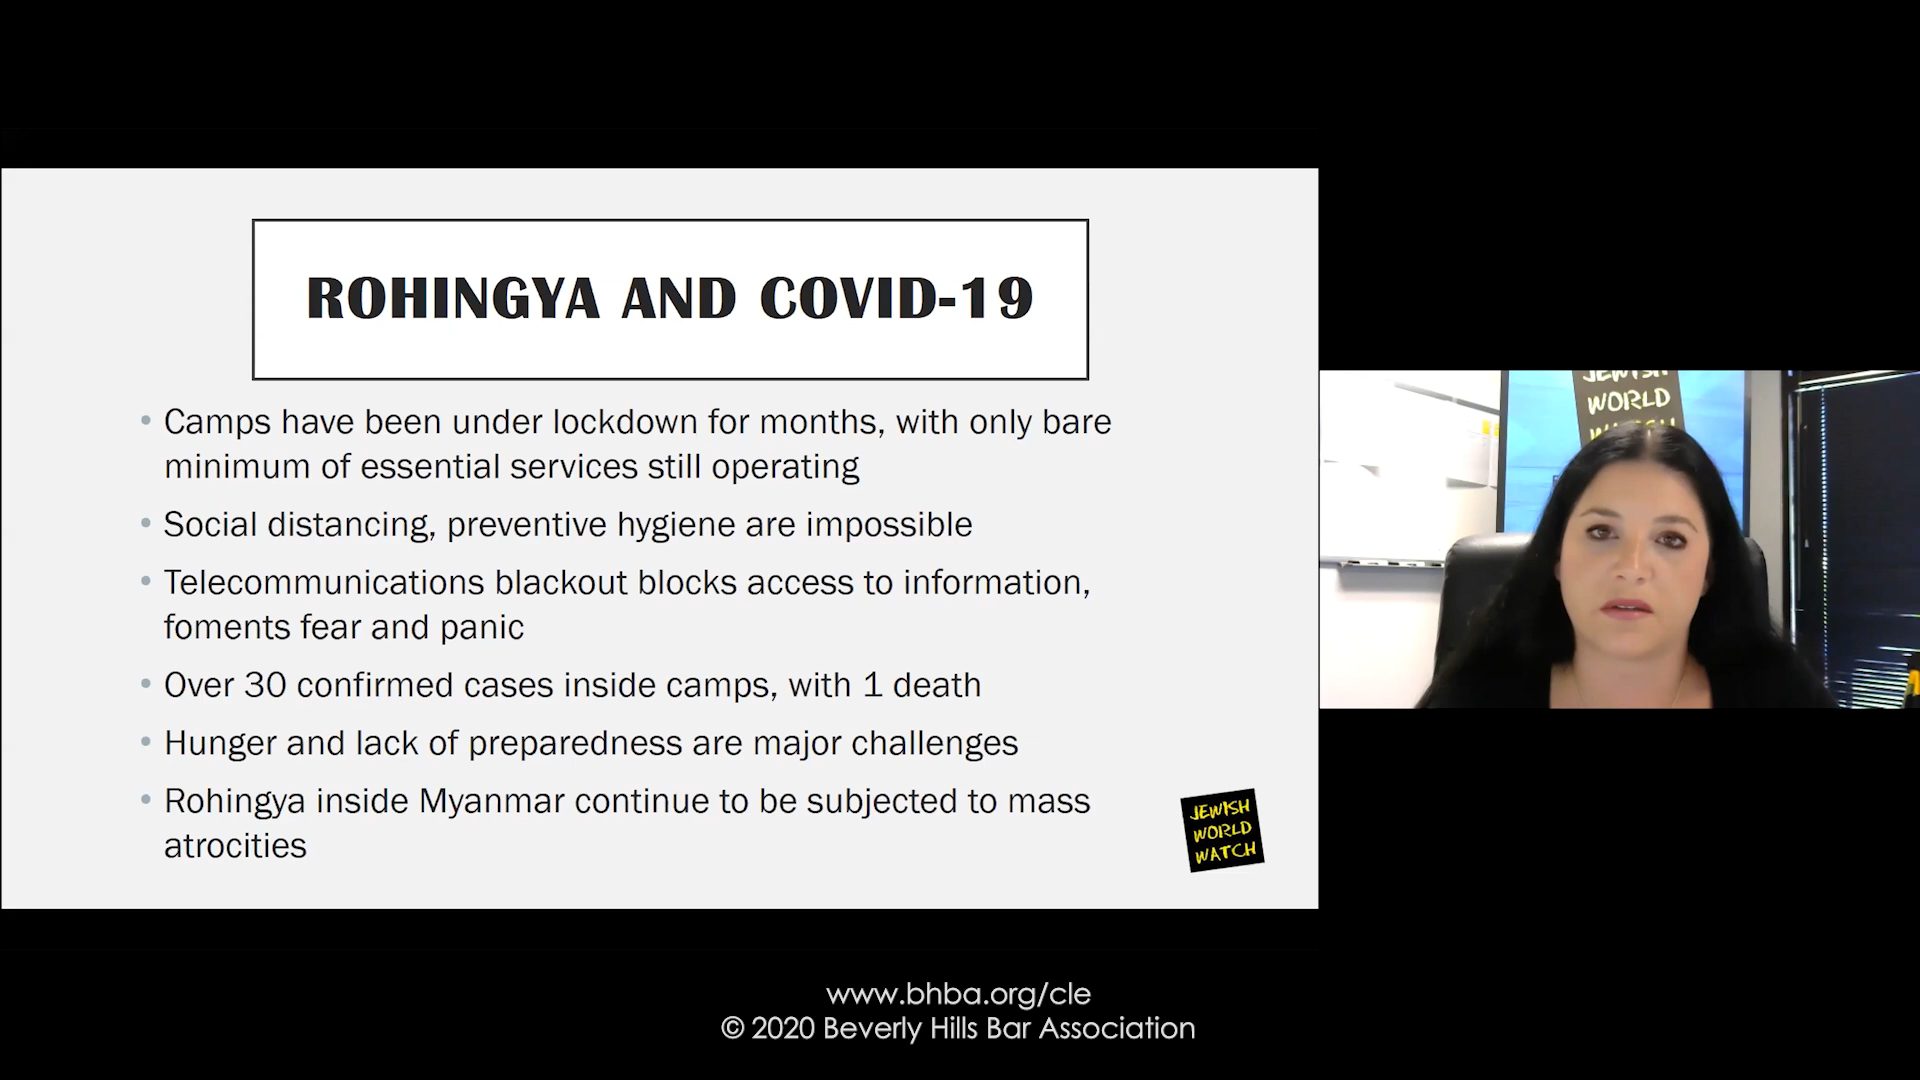 ROHINGYA AND COVID-19
• Camps have been under lockdown for months, with only bare
minimum of essential services still operating
• Social distancing, preventive hygiene are impossible
• Telecommunications blackout blocks access to information,
foments fear and panic
• Over 30 confirmed cases inside camps, with 1 death
• Hunger and lack of preparedness are major challenges
• Rohingya inside Myanmar continue to be subjected to mass
atrocities
JEWISH
WORLD
WATCH
JEWISH
WORLD
WATCH
www.bhba.org/cle
© 2020 Beverly Hills Bar Association